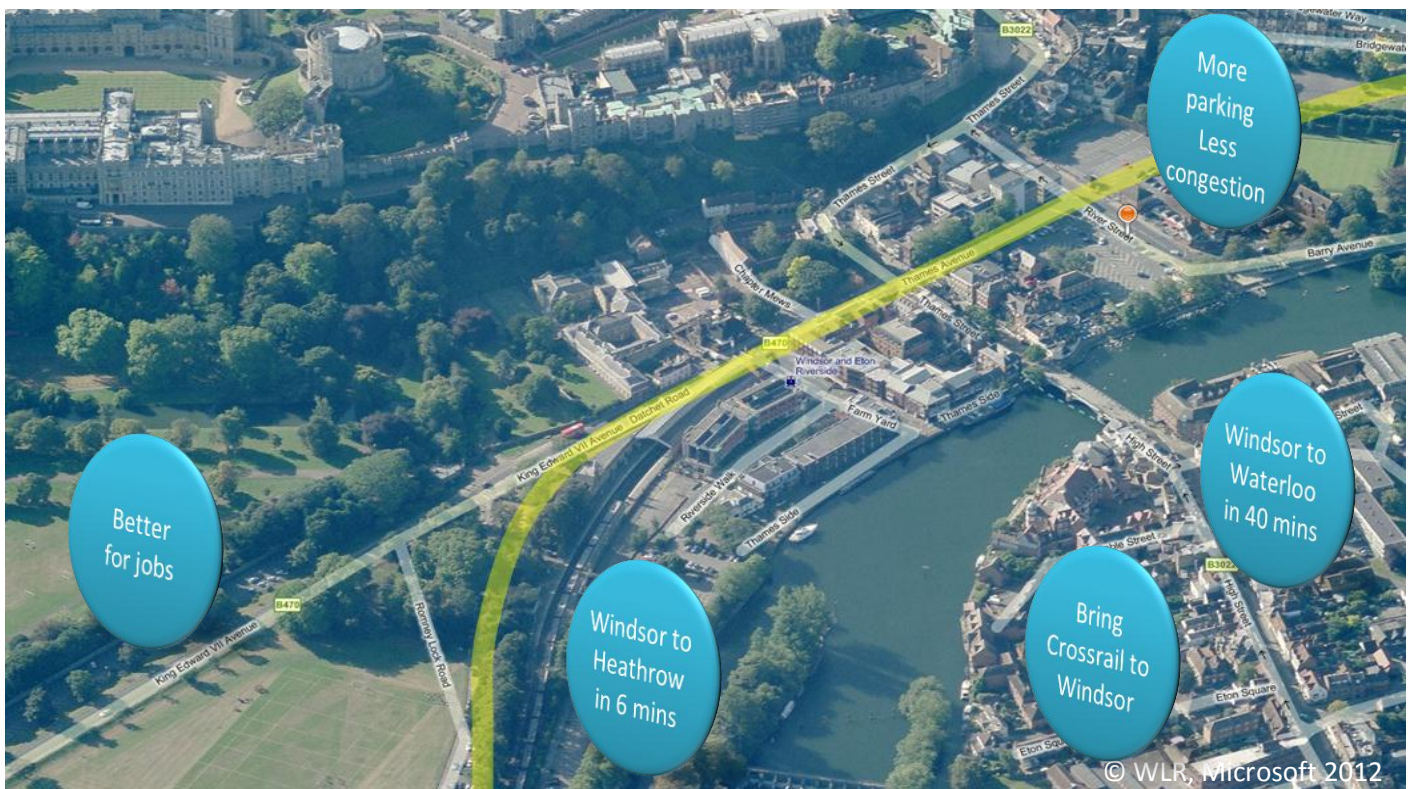 B3022
Bridgewater Way
Thames Street
More
parking
Less
congestion
Thames Street
River Street
Barry Avenue
Thames Avenue
Chapter Mews
Thames Street
B470
Windsor and Eton
Riverside
Datchet Road
Thames Side
Farm Yard
King Edward VII Avenue
High Street
Street
Windsor to
Waterloo
in 40 mins
Riverside Walk
Thames Side
Better
for jobs
B3022
Bring
Crossrail to
Windsor
B470
Romney Lock Road
Windsor to
Heathrow
in 6 mins
High Street
King Edward VII Avenue
Eton Square
© WLR, Microsoft 2012